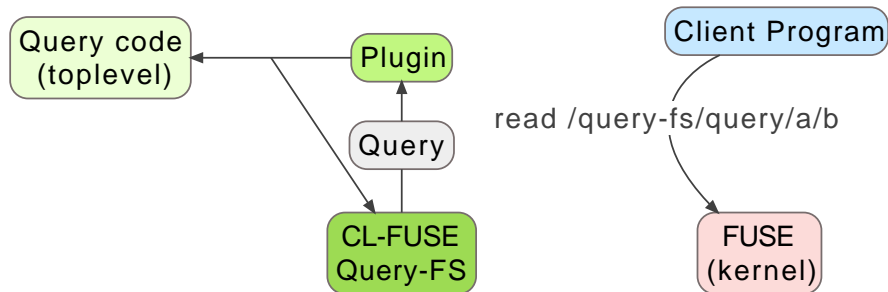 Query code
(toplevel)
Plugin
Client Program
read /query-fs/query/a/b
Query
CL-FUSE
Query-FS
FUSE
(kernel)